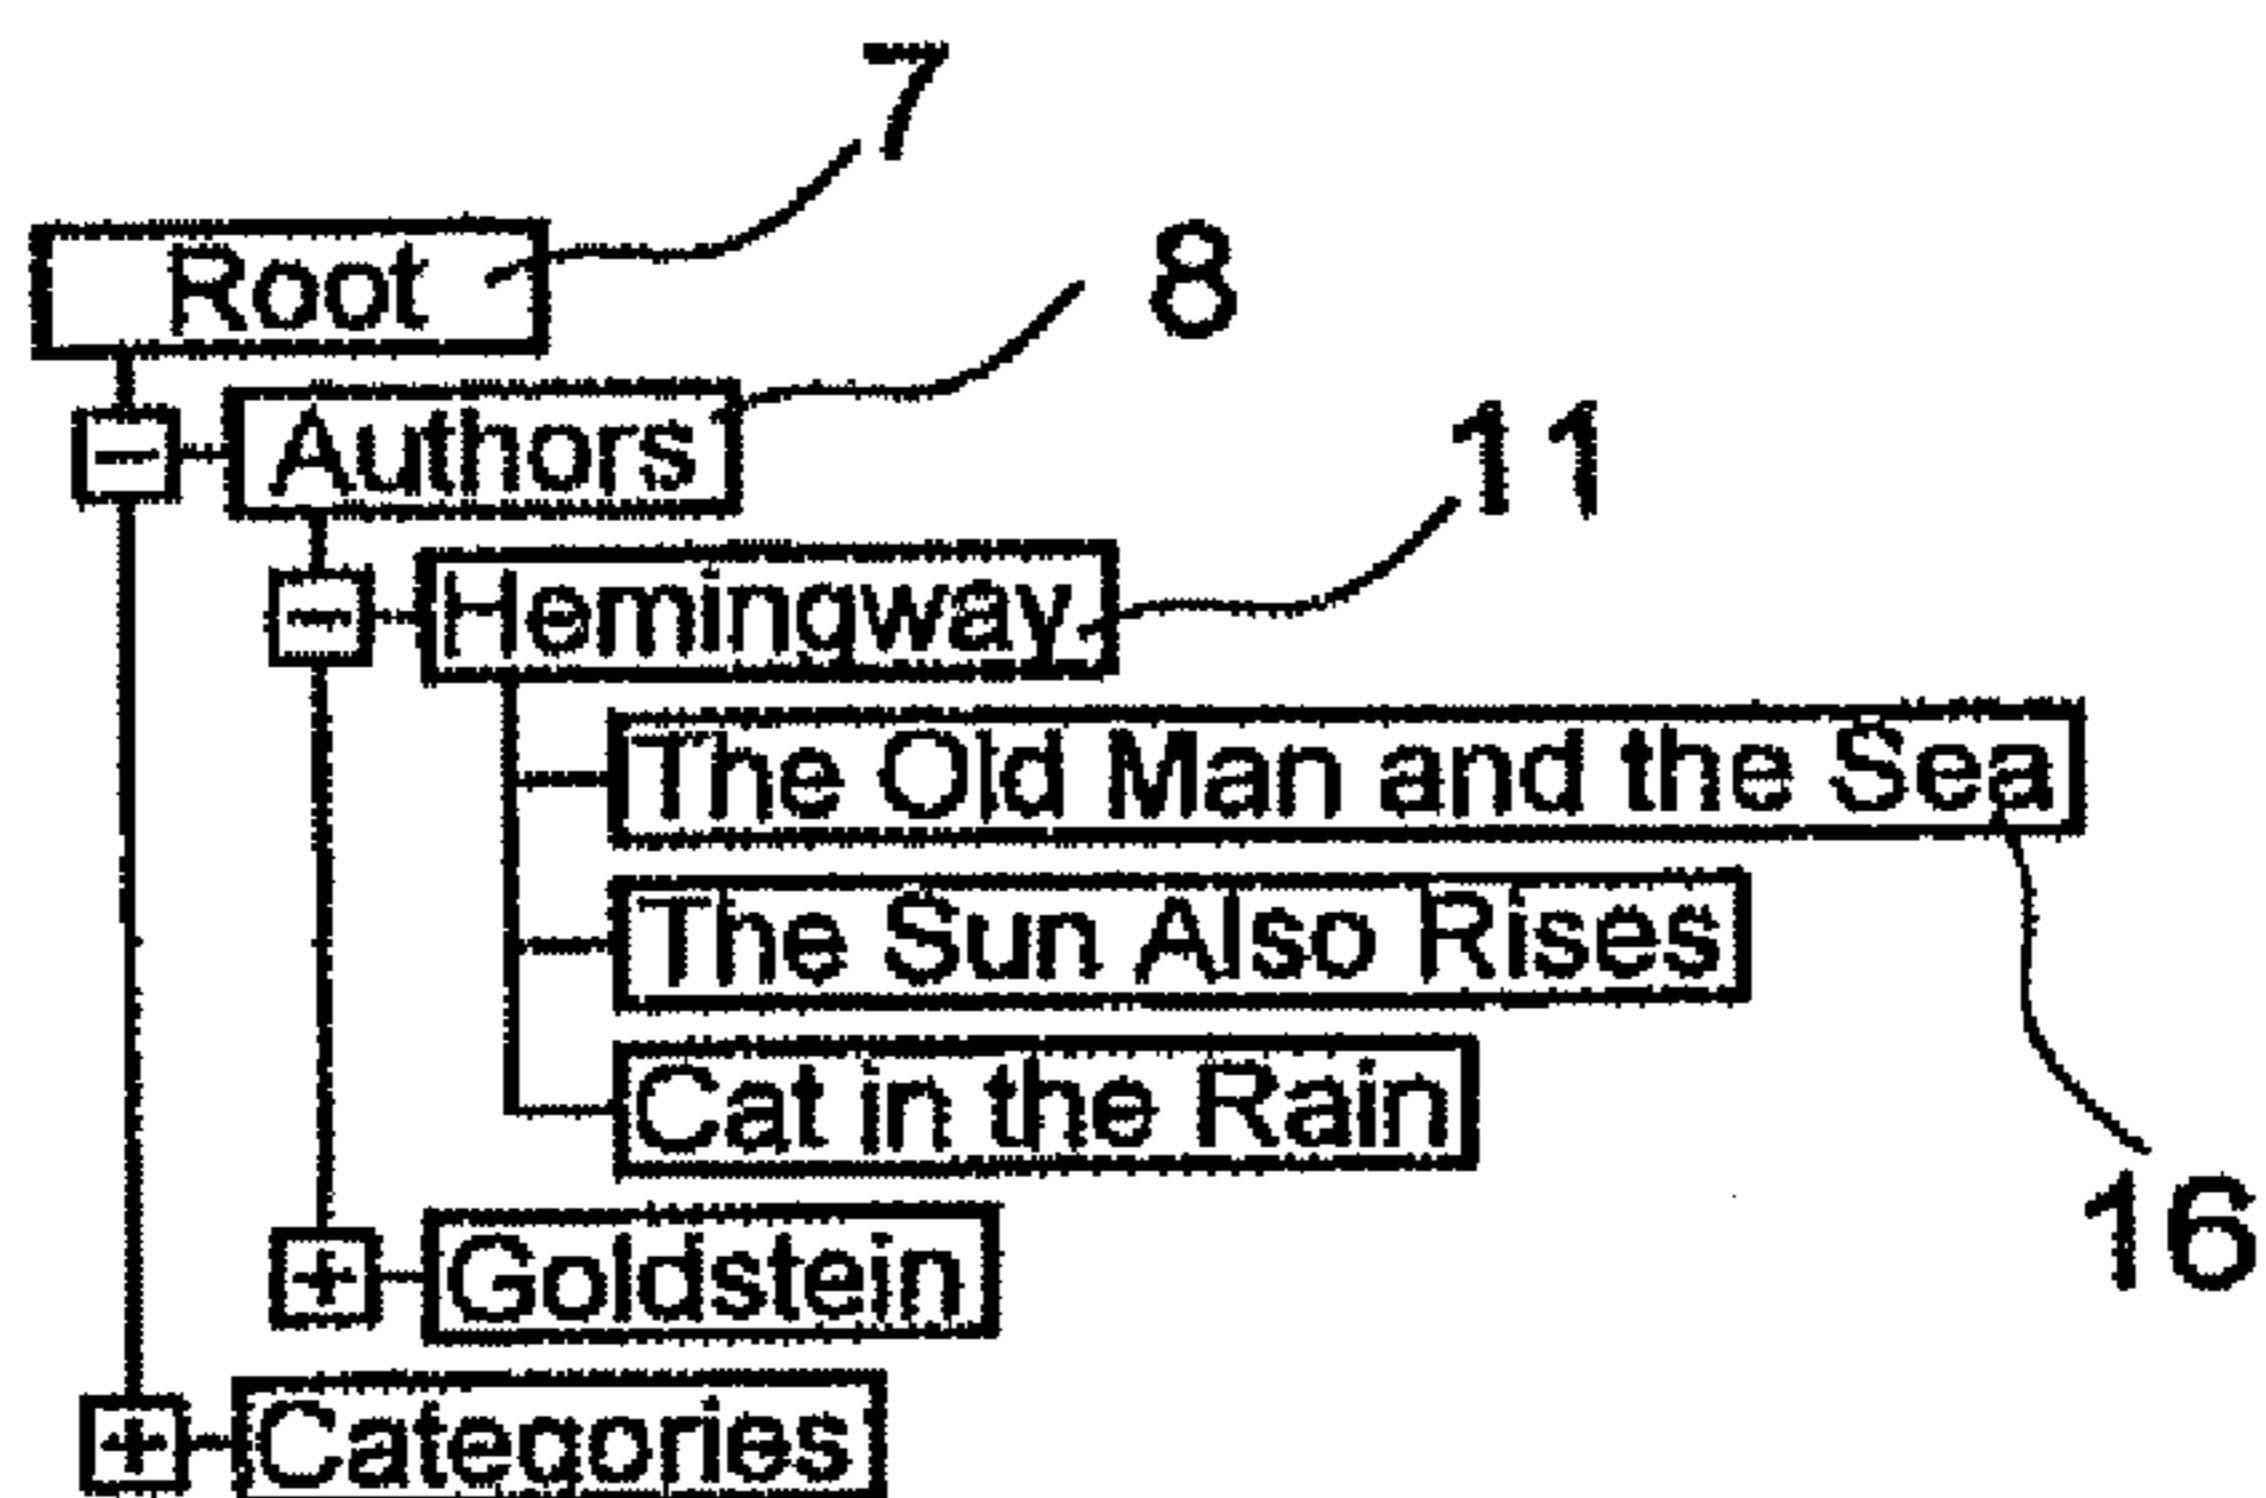 7
Root
8
Authors
11
Hemingway
The Old Man and the Sea
The Sun Also Rises
Cat in the Rain
16
Goldstein
Categories